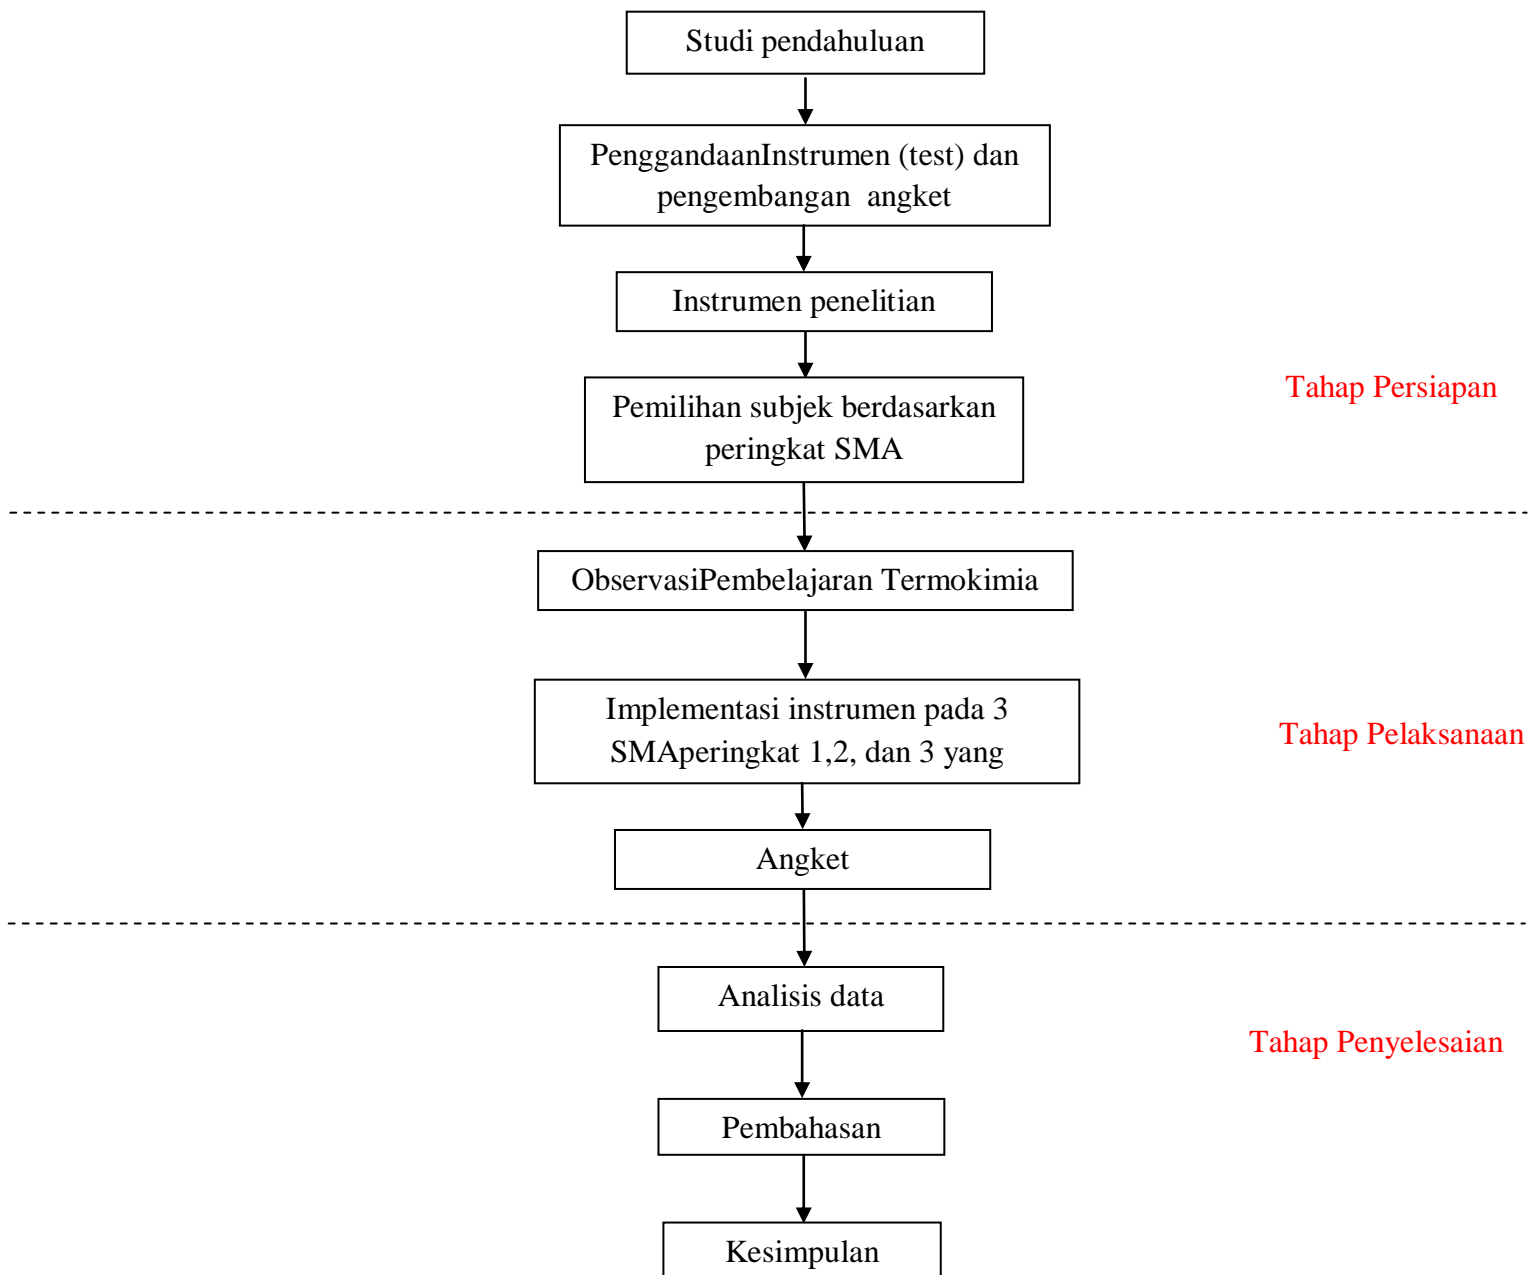 Studi pendahuluan
PenggandaanInstrumen (test) dan
pengembangan  angket
Instrumen penelitian
Tahap Persiapan
Pemilihan subjek berdasarkan
peringkat SMA
ObservasiPembelajaran Termokimia
Implementasi instrumen pada 3
SMAperingkat 1,2, dan 3 yang
Tahap Pelaksanaan
Angket
Analisis data
Tahap Penyelesaian
Pembahasan
Kesimpulan